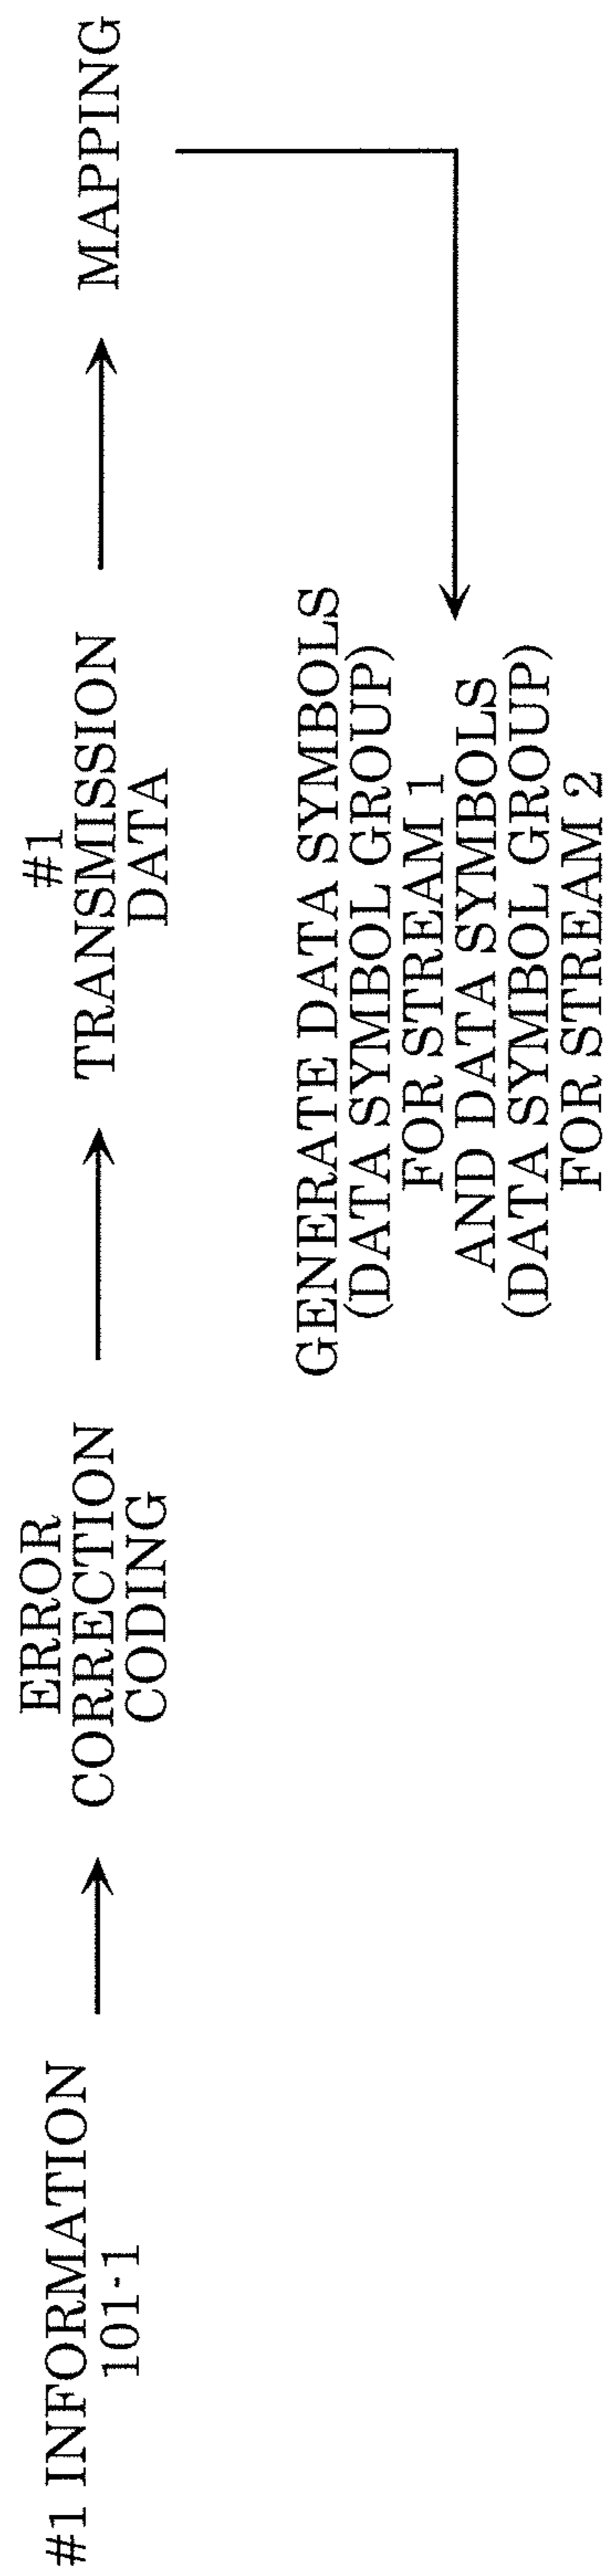 #1 INFORMATION
101-1
ERROR
CORRECTION
CODING
#1
TRANSMISSION
DATA
MAPPING
GENERATE DATA SYMBOLS
(DATA SYMBOL GROUP)
FOR STREAM 1
AND DATA SYMBOLS
(DATA SYMBOL GROUP)
FOR STREAM 2